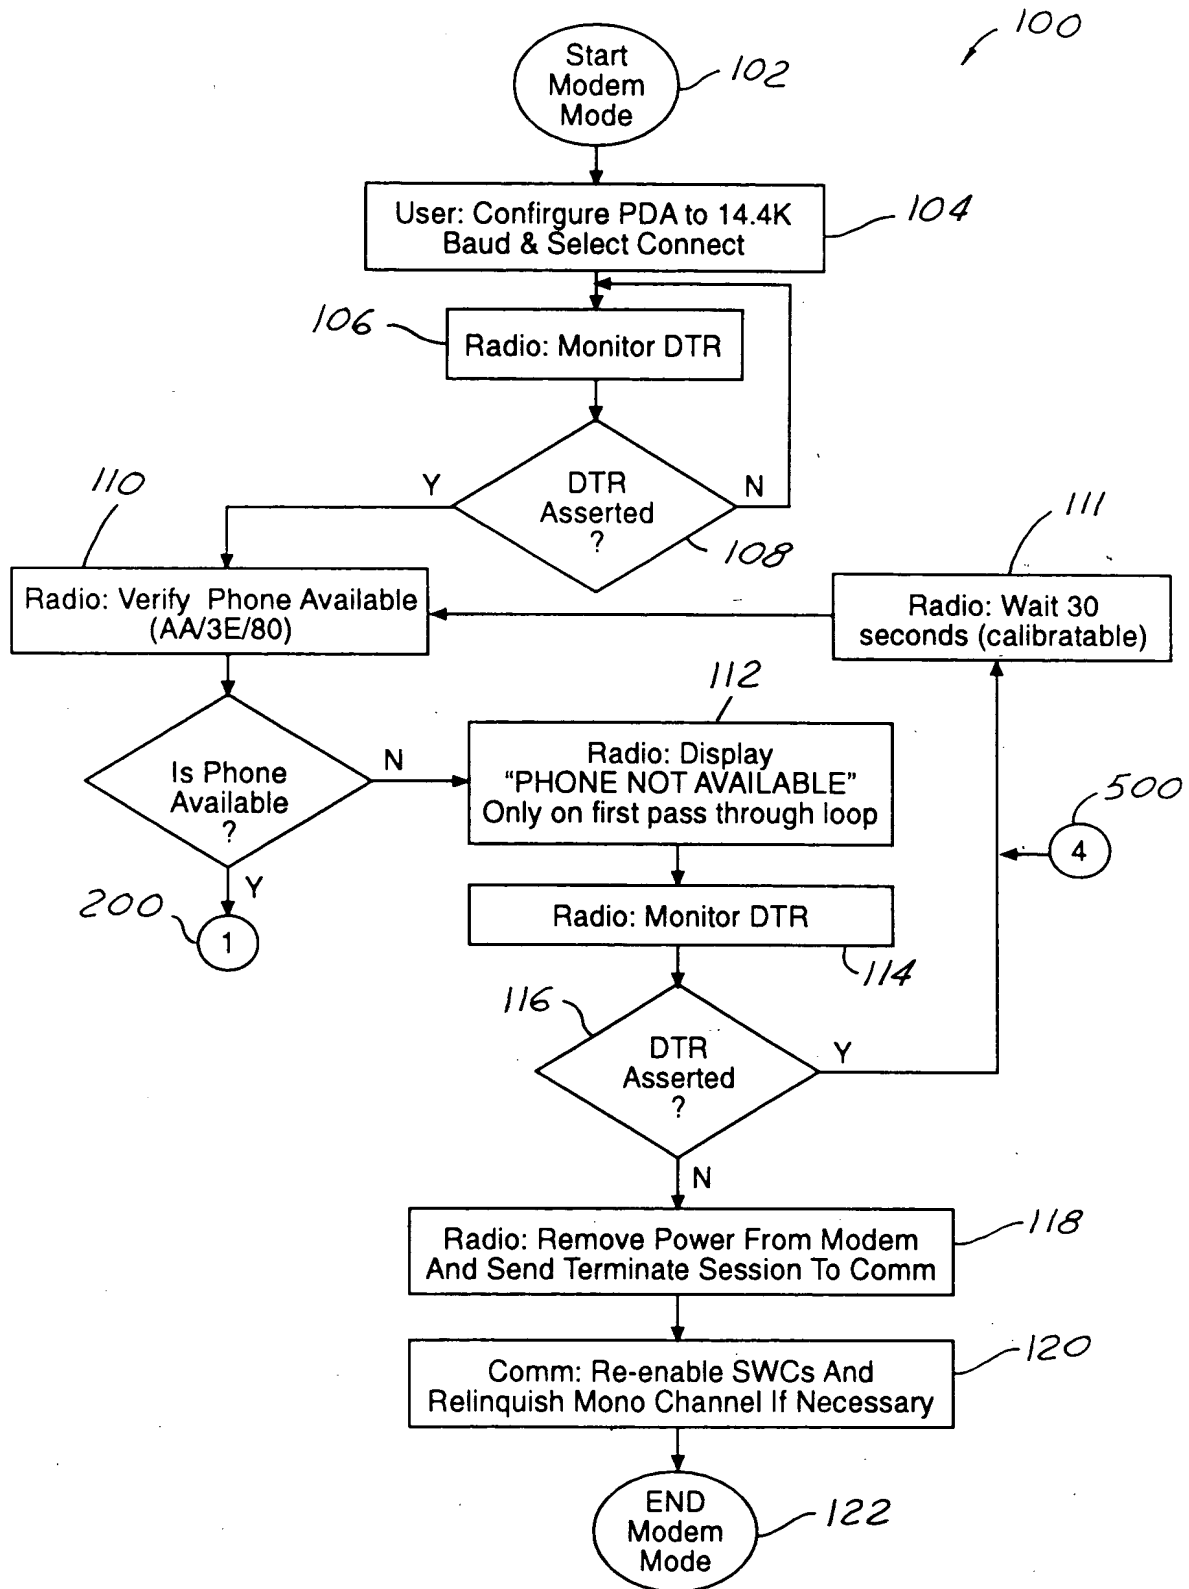 100
Start
Modem
Mode
102
User: Confirgure PDA to 14.4K
Baud & Select Connect
104
106
Radio: Monitor DTR
110
Y
DTR
Asserted
?
N
108
111
Radio: Verify Phone Available
(AA/3E/80)
Radio: Wait 30
seconds (calibratable)
112
Is Phone
Available
?
N
Radio: Display
“PHONE NOT AVAILABLE”
Only on first pass through loop
500
4
Y
200
1
Radio: Monitor DTR
114
116
DTR
Asserted
?
Y
N
Radio: Remove Power From Modem
And Send Terminate Session To Comm
118
Comm: Re-enable SWCs And
Relinquish Mono Channel If Necessary
120
END
Modem
Mode
122